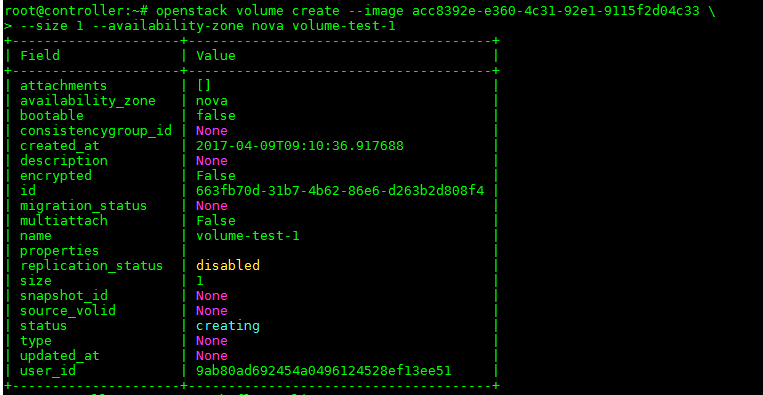 root@controller:~# openstack volume create --image acc8392e-e360-4c31-92e1-9115f2d04c33 \
> --size 1 --availability-zone nova volume-test-1
+---------------------+--------------------------------------+
| Field               | Value                                |
+---------------------+--------------------------------------+
| attachments         | []                                   |
| availability_zone   | nova                                 |
| bootable            | false                                |
| consistencygroup_id | None                                 |
| created_at          | 2017-04-09T09:10:36.917688           |
| description         | None                                 |
| encrypted           | False                                |
| id                  | 663fb70d-31b7-4b62-86e6-d263b2d808f4 |
| migration_status    | None                                 |
| multiattach         | False                                |
| name                | volume-test-1                        |
| properties          |                                      |
| replication_status  | disabled                             |
| size                | 1                                    |
| snapshot_id         | None                                 |
| source_volid        | None                                 |
| status              | creating                             |
| type                | None                                 |
| updated_at          | None                                 |
| user_id             | 9ab80ad692454a0496124528ef13ee51     |
+---------------------+--------------------------------------+